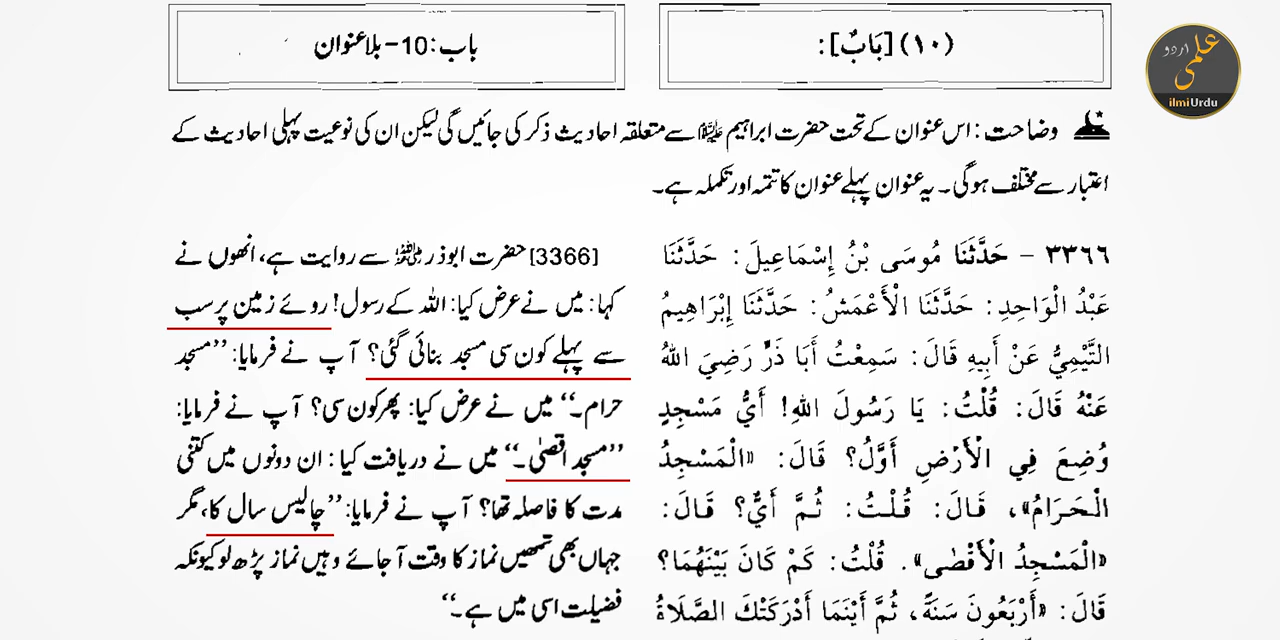 (١٠) [بَابٌ]:
باب:10- بلا عنوان
علمی
اردو
ilmiUrdu
وضاحت: اس عنوان کے تحت حضرت ابراہیم علیہ السلام سے متعلقہ احادیث ذکر کی جائیں گی لیکن ان کی نوعیت پہلی احادیث کے
اعتبار سے مختلف ہوگی۔ یہ عنوان پہلے عنوان کا تتمہ اور تکملہ ہے۔
٣٣٦٦ - حَدَّثَنَا مُوسَى بْنُ إِسْمَاعِيلَ: حَدَّثَنَا
عَبْدُ الْوَاحِدِ: حَدَّثَنَا الْأَعْمَشُ: حَدَّثَنَا إِبْرَاهِيمُ
التَّيْمِيُّ عَنْ أَبِيهِ قَالَ: سَمِعْتُ أَبَا ذَرٍّ رَضِيَ اللهُ
عَنْهُ قَالَ: قُلْتُ: يَا رَسُولَ اللهِ! أَيُّ مَسْجِدٍ
وُضِعَ فِي الْأَرْضِ أَوَّلُ؟ قَالَ: «الْمَسْجِدُ
الْحَرَامُ»، قَالَ: قُلْتُ: ثُمَّ أَيٌّ؟ قَالَ:
«الْمَسْجِدُ الْأَقْصٰى». قُلْتُ: كَمْ كَانَ بَيْنَهُمَا؟
قَالَ: «أَرْبَعُونَ سَنَةً، ثُمَّ أَيْنَمَا أَدْرَكَتْكَ الصَّلَاةُ
[3366] حضرت ابوذر رضی اللہ عنہ سے روایت ہے، انھوں نے
کہا: میں نے عرض کیا: اللہ کے رسول! روئے زمین پر سب
سے پہلے کون سی مسجد بنائی گئی؟ آپ نے فرمایا: ”مسجد
حرام۔“ میں نے عرض کیا: پھر کون سی؟ آپ نے فرمایا:
”مسجد اقصٰی۔“ میں نے دریافت کیا: ان دونوں میں کتنی
مدت کا فاصلہ تھا؟ آپ نے فرمایا: ”چالیس سال کا، مگر
جہاں بھی تمھیں نماز کا وقت آجائے وہیں نماز پڑھ لو کیونکہ
فضیلت اسی میں ہے۔“